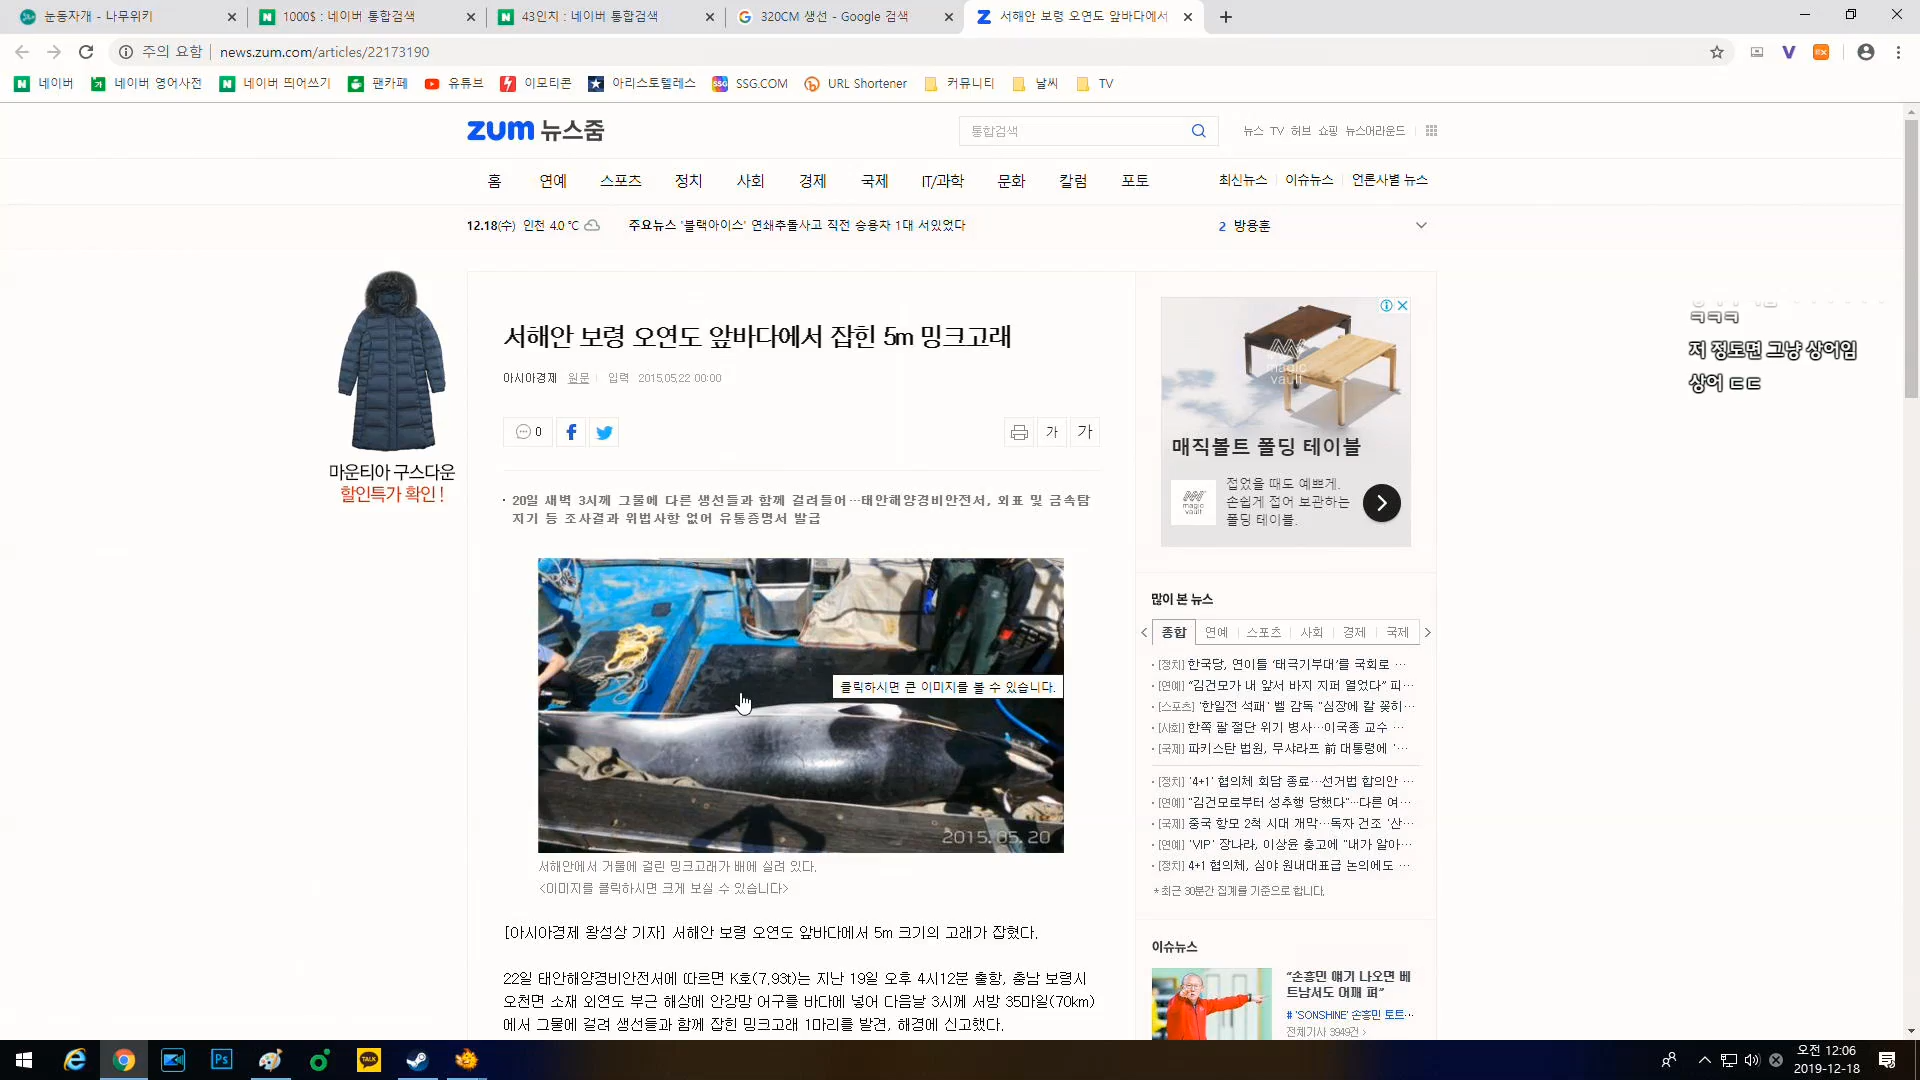 눈동자개 - 나무위키
1000$ : 네이버 통합검색
43인치 : 네이버 통합검색
320CM 생선 - Google 검색
서해안 보령 오연도 앞바다에서
주의 요함
news.zum.com/articles/22173190
네이버
네이버 영어사전
네이버 띄어쓰기
팬카페
유튜브
이모티콘
아리스토텔레스
SSG.COM
URL Shortener
커뮤니티
날씨
TV
zum 뉴스줌
통합검색
뉴스 TV 허브 쇼핑 뉴스어라운드
홈 연예 스포츠 정치 사회 경제 국제 IT/과학 문화 칼럼 포토
최신뉴스 이슈뉴스 언론사별 뉴스
12.18(수) 인천 4.0 ℃
주요뉴스 '블랙아이스' 연쇄추돌사고 직전 승용차 1대 서있었다
2 방용훈
마운티아 구스다운
할인특가 확인 !
서해안 보령 오연도 앞바다에서 잡힌 5m 밍크고래
아시아경제 원문 입력 2015.05.22 00:00
0
가 가
· 20일 새벽 3시께 그물에 다른 생선들과 함께 걸려들어…태안해양경비안전서, 외표 및 금속탐
지기 등 조사결과 위법사항 없어 유통증명서 발급
클릭하시면 큰 이미지를 볼 수 있습니다.
2015. 05. 20
서해안에서 거물에 걸린 밍크고래가 배에 실려 있다.
<이미지를 클릭하시면 크게 보실 수 있습니다>
[아시아경제 왕성상 기자] 서해안 보령 오연도 앞바다에서 5m 크기의 고래가 잡혔다.
22일 태안해양경비안전서에 따르면 K호(7.93t)는 지난 19일 오후 4시12분 출항, 충남 보령시
오천면 소재 외연도 부근 해상에 안강망 어구를 바다에 넣어 다음날 3시께 서방 35마일(70km)
에서 그물에 걸려 생선들과 함께 잡힌 밍크고래 1마리를 발견, 해경에 신고했다.
magic
vault
매직볼트 폴딩 테이블
magic
vault
접었을 때도 예쁘게.
손쉽게 접어 보관하는
폴딩 테이블.
많이 본 뉴스
종합 연예 스포츠 사회 경제 국제
· [정치] 한국당, 연이틀 '태극기부대'를 국회로 …
· [연예] "김건모가 내 앞서 바지 지퍼 열었다" 피…
· [스포츠] '한일전 석패' 벨 감독 "심장에 칼 꽂히…
· [사회] 한쪽 팔 절단 위기 병사…이국종 교수 …
· [국제] 파키스탄 법원, 무샤라프 前 대통령에 '…
· [정치] '4+1' 협의체 회담 종료…선거법 합의안 …
· [연예] "김건모로부터 성추행 당했다"…다른 여…
· [국제] 중국 항모 2척 시대 개막…독자 건조 '산…
· [연예] 'VIP' 장나라, 이상윤 충고에 "내가 알아…
· [정치] 4+1 협의체, 심야 원내대표급 논의에도 …
* 최근 30분간 집계를 기준으로 합니다.
이슈뉴스
"손흥민 얘기 나오면 베
트남서도 어깨 펴"
# 'SONSHINE' 손흥민 토트…
전체기사 3949건 >
ㅋㅋㅋ
저 정도면 그냥 상어임
상어 ㄷㄷ
Ps
TALK
오전 12:06
2019-12-18